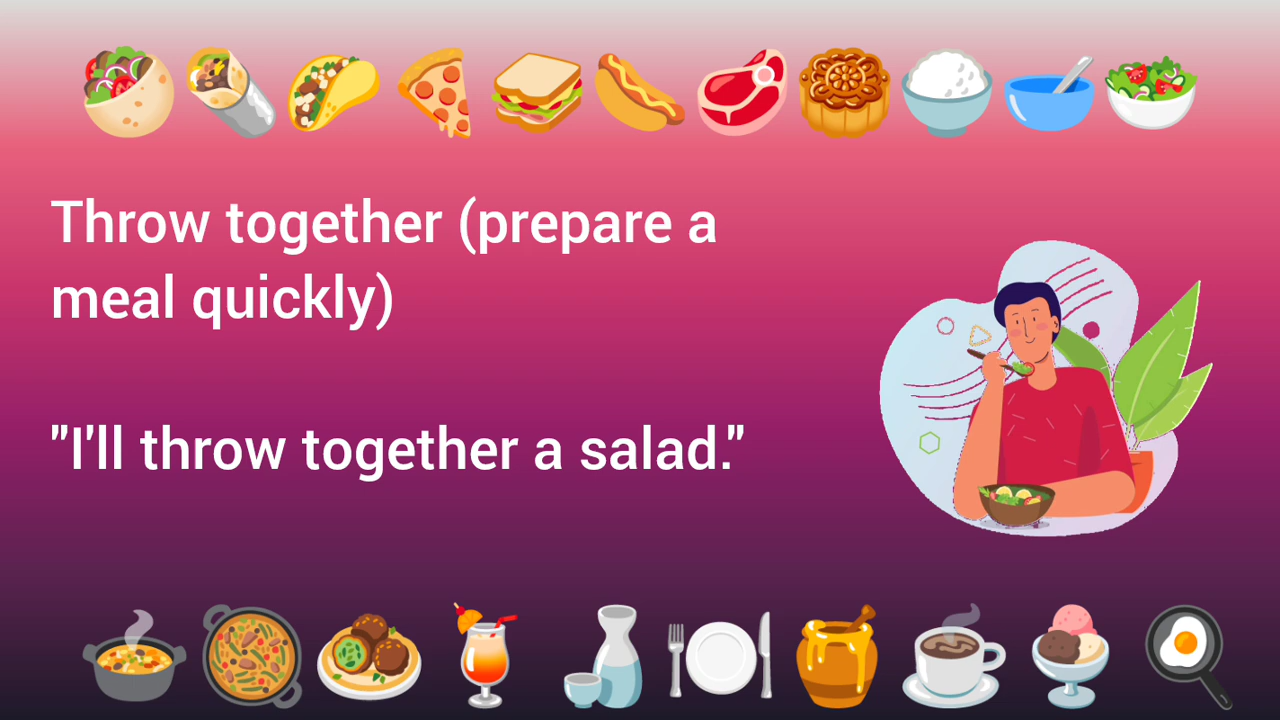 Throw together (prepare a
meal quickly)
"I'll throw together a salad."